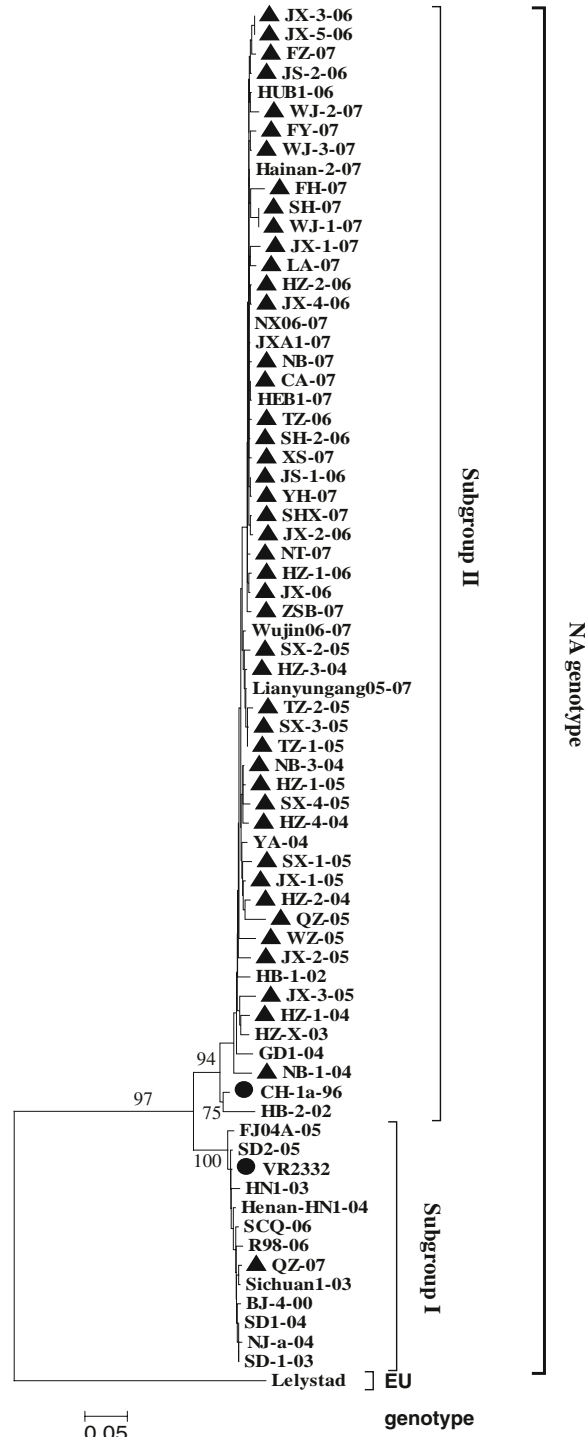 JX-3-06
JX-5-06
FZ-07
JS-2-06
HUB1-06
WJ-2-07
FY-07
WJ-3-07
Hainan-2-07
FH-07
SH-07
WJ-1-07
JX-1-07
LA-07
HZ-2-06
JX-4-06
NX06-07
JXA1-07
NB-07
CA-07
HEB1-07
TZ-06
SH-2-06
XS-07
JS-1-06
YH-07
SHX-07
JX-2-06
NT-07
HZ-1-06
JX-06
ZSB-07
Wujin06-07
SX-2-05
HZ-3-04
Lianyungang05-07
TZ-2-05
SX-3-05
TZ-1-05
NB-3-04
HZ-1-05
SX-4-05
HZ-4-04
YA-04
SX-1-05
JX-1-05
HZ-2-04
QZ-05
WZ-05
JX-2-05
HB-1-02
JX-3-05
HZ-1-04
HZ-X-03
GD1-04
NB-1-04
CH-1a-96
HB-2-02
FJ04A-05
SD2-05
VR2332
HN1-03
Henan-HN1-04
SCQ-06
R98-06
QZ-07
Sichuan1-03
BJ-4-00
SD1-04
NJ-a-04
SD-1-03
Lelystad
94
97
75
100
Subgroup II
Subgroup I
NA genotype
EU
genotype
0.05